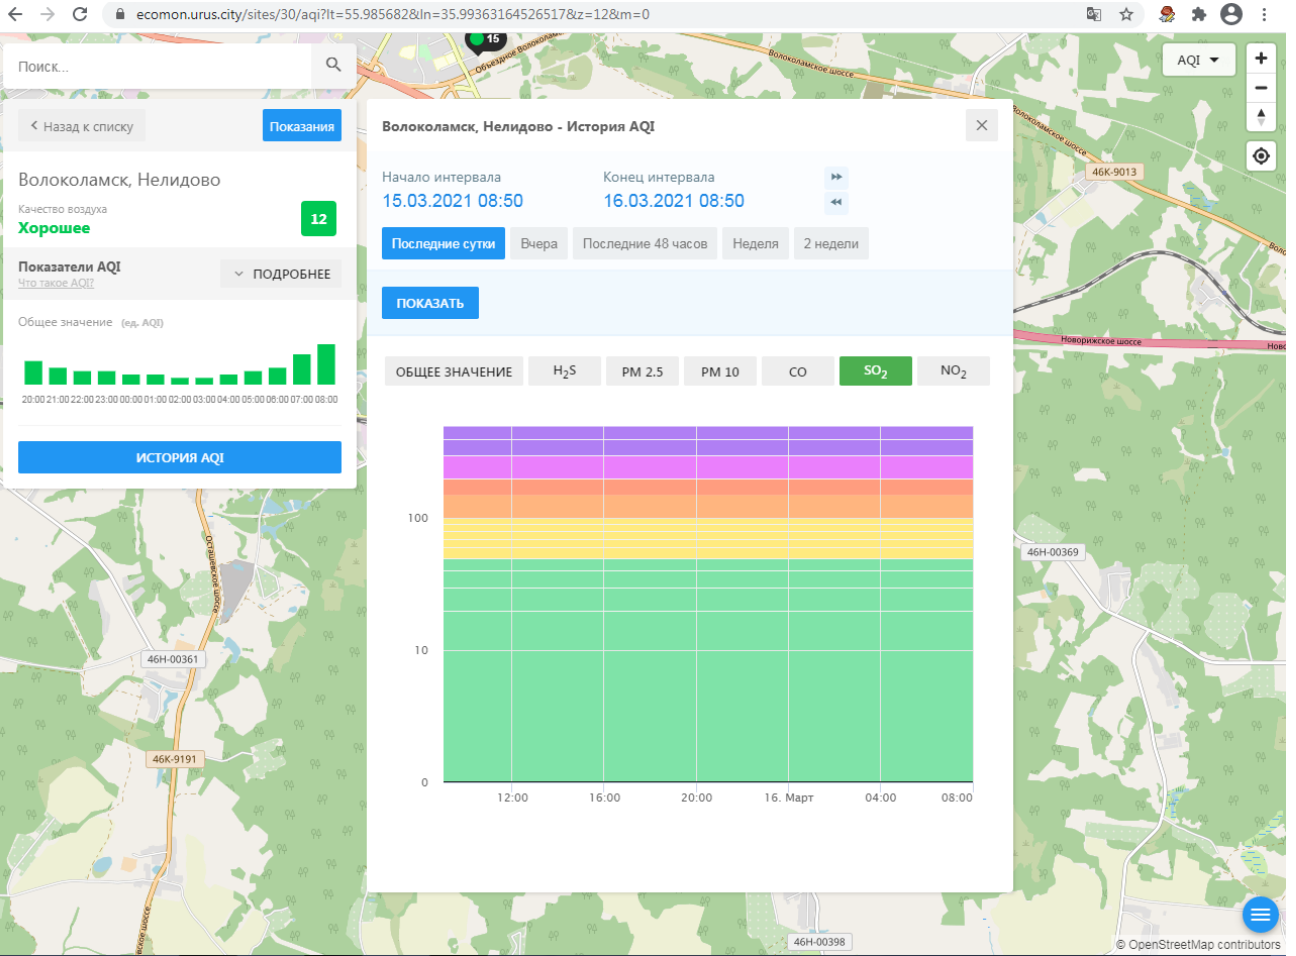 ecomon.urus.city/sites/30/aqi?lt=55.985682&ln=35.99363164526517&z=12&m=0
15
Объездное Волоколамск
Волоколамское шоссе
Поиск...
AQI
Назад к списку
Показания
Волоколамск, Нелидово - История AQI
Волоколамское шоссе
46К-9013
Волоколамск, Нелидово
Качество воздуха
Хорошее
12
Начало интервала
Конец интервала
15.03.2021 08:50
16.03.2021 08:50
Последние сутки
Вчера
Последние 48 часов
Неделя
2 недели
Показатели AQI
Что такое AQI?
ПОДРОБНЕЕ
ПОКАЗАТЬ
Общее значение (ед. AQI)
Новорижское шоссе
Ново
20:00 21:00 22:00 23:00 00:00 01:00 02:00 03:00 04:00 05:00 06:00 07:00 08:00
ОБЩЕЕ ЗНАЧЕНИЕ
H₂S
PM 2.5
PM 10
CO
SO₂
NO₂
ИСТОРИЯ AQI
100
10
0
12:00
16:00
20:00
16. Март
04:00
08:00
Осташевское шоссе
46Н-00369
46Н-00361
46К-9191
46Н-00398
© OpenStreetMap contributors